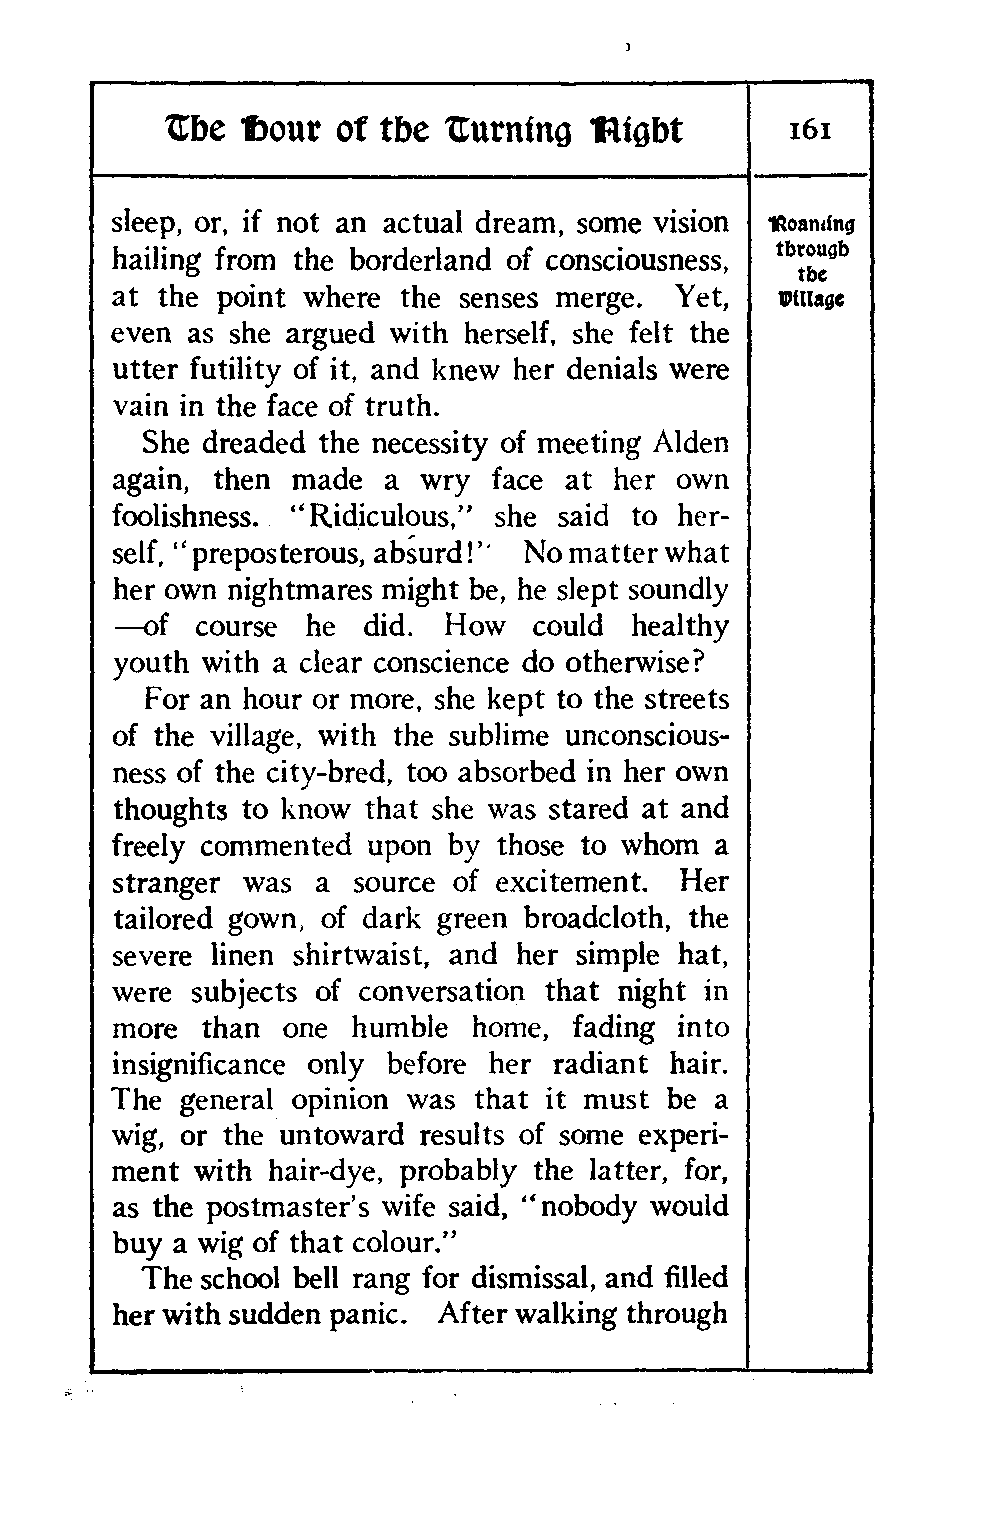 The Hour of the Turning Night
161
sleep, or, if not an actual dream, some vision
hailing from the borderland of consciousness,
at the point where the senses merge. Yet,
even as she argued with herself, she felt the
utter futility of it, and knew her denials were
vain in the face of truth.
She dreaded the necessity of meeting Alden
again, then made a wry face at her own
foolishness. "Ridiculous," she said to her-
self, "preposterous, absurd!" No matter what
her own nightmares might be, he slept soundly
—of course he did. How could healthy
youth with a clear conscience do otherwise?
For an hour or more, she kept to the streets
of the village, with the sublime unconscious-
ness of the city-bred, too absorbed in her own
thoughts to know that she was stared at and
freely commented upon by those to whom a
stranger was a source of excitement. Her
tailored gown, of dark green broadcloth, the
severe linen shirtwaist, and her simple hat,
were subjects of conversation that night in
more than one humble home, fading into
insignificance only before her radiant hair.
The general opinion was that it must be a
wig, or the untoward results of some experi-
ment with hair-dye, probably the latter, for,
as the postmaster's wife said, "nobody would
buy a wig of that colour."
The school bell rang for dismissal, and filled
her with sudden panic. After walking through
Roaming
through
the
Village